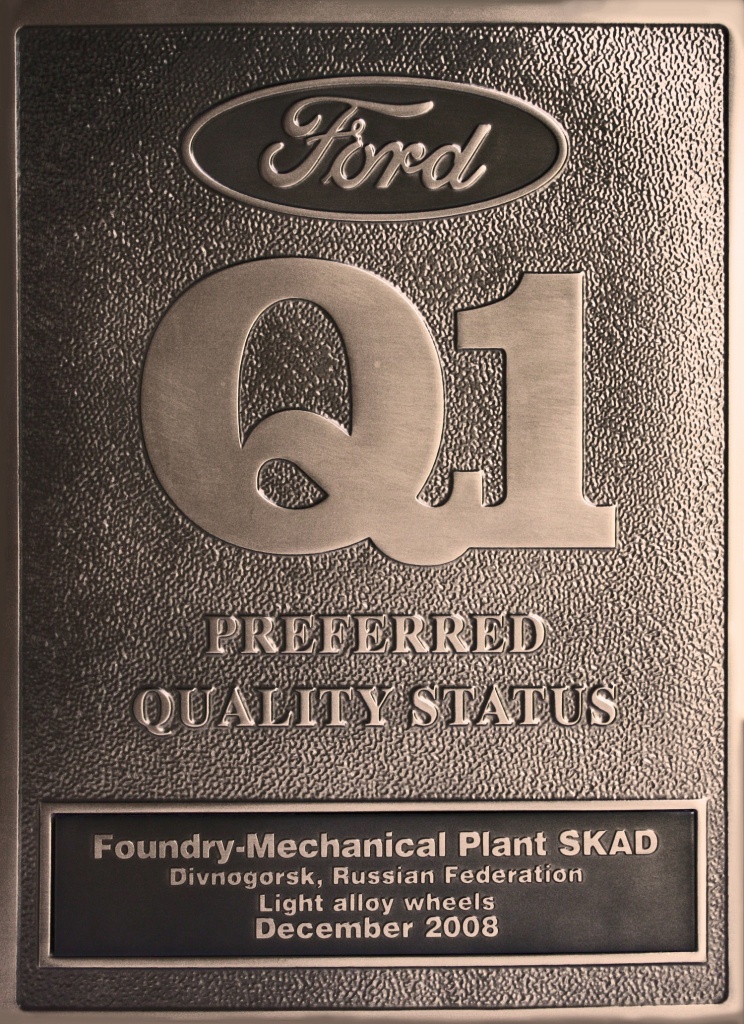 Ford
Q1
PREFERRED
QUALITY STATUS
Foundry-Mechanical Plant SKAD
Divnogorsk, Russian Federation
Light alloy wheels
December 2008